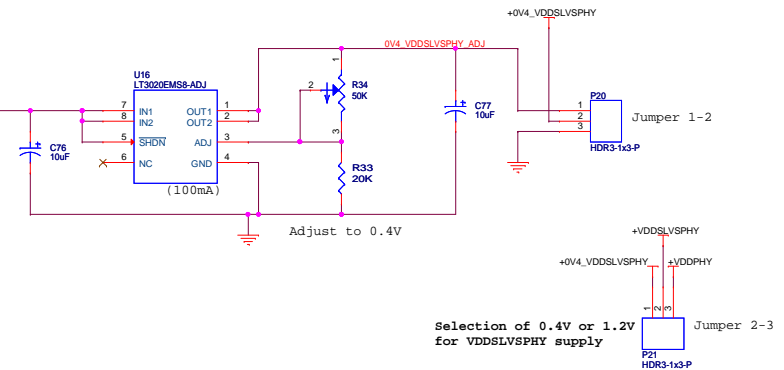 +0V4_VDDSLVSPHY
0V4_VDDSLVSPHY_ADJ
U16
LT3020EMS8-ADJ
7 IN1 OUT1 1
8 IN2 OUT2 2
5 SHDN ADJ 3
6 NC GND 4
(100mA)
C76
10uF
1
2
R34
50K
3
R33
20K
C77
10uF
P20
1
2
3
HDR3-1x3-P
Jumper 1-2
Adjust to 0.4V
+VDDSLVSPHY
+0V4_VDDSLVSPHY +VDDPHY
1 2 3
Selection of 0.4V or 1.2V
for VDDSLVSPHY supply
Jumper 2-3
P21
HDR3-1x3-P